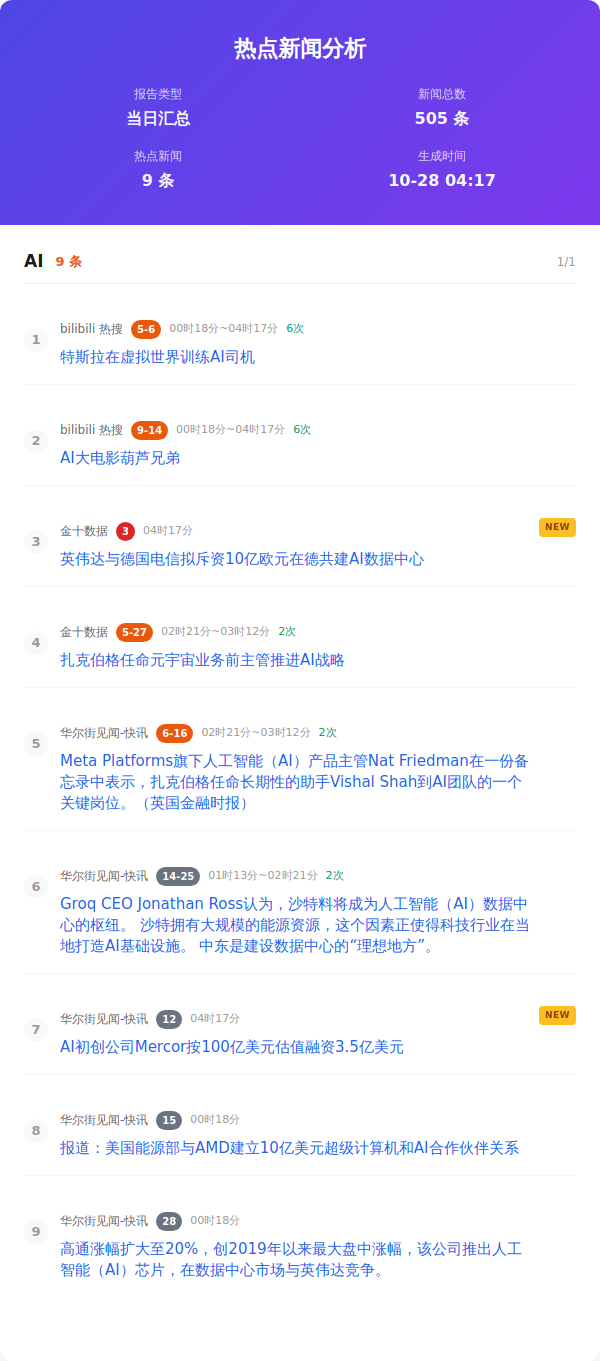 热点新闻分析
报告类型
当日汇总
新闻总数
505 条
热点新闻
9 条
生成时间
10-28 04:17
AI 9 条 1/1
1
bilibili 热搜 5-6 00时18分~04时17分 6次
特斯拉在虚拟世界训练AI司机
2
bilibili 热搜 9-14 00时18分~04时17分 6次
AI大电影葫芦兄弟
3
金十数据 3 04时17分 NEW
英伟达与德国电信拟斥资10亿欧元在德共建AI数据中心
4
金十数据 5-27 02时21分~03时12分 2次
扎克伯格任命元宇宙业务前主管推进AI战略
5
华尔街见闻-快讯 6-16 02时21分~03时12分 2次
Meta Platforms旗下人工智能（AI）产品主管Nat Friedman在一份备
忘录中表示，扎克伯格任命长期性的助手Vishal Shah到AI团队的一个
关键岗位。（英国金融时报）
6
华尔街见闻-快讯 14-25 01时13分~02时21分 2次
Groq CEO Jonathan Ross认为，沙特料将成为人工智能（AI）数据中
心的枢纽。 沙特拥有大规模的能源资源，这个因素正使得科技行业在当
地打造AI基础设施。 中东是建设数据中心的“理想地方”。
7
华尔街见闻-快讯 12 04时17分 NEW
AI初创公司Mercor按100亿美元估值融资3.5亿美元
8
华尔街见闻-快讯 15 00时18分
报道：美国能源部与AMD建立10亿美元超级计算机和AI合作伙伴关系
9
华尔街见闻-快讯 28 00时18分
高通涨幅扩大至20%，创2019年以来最大盘中涨幅，该公司推出人工
智能（AI）芯片，在数据中心市场与英伟达竞争。